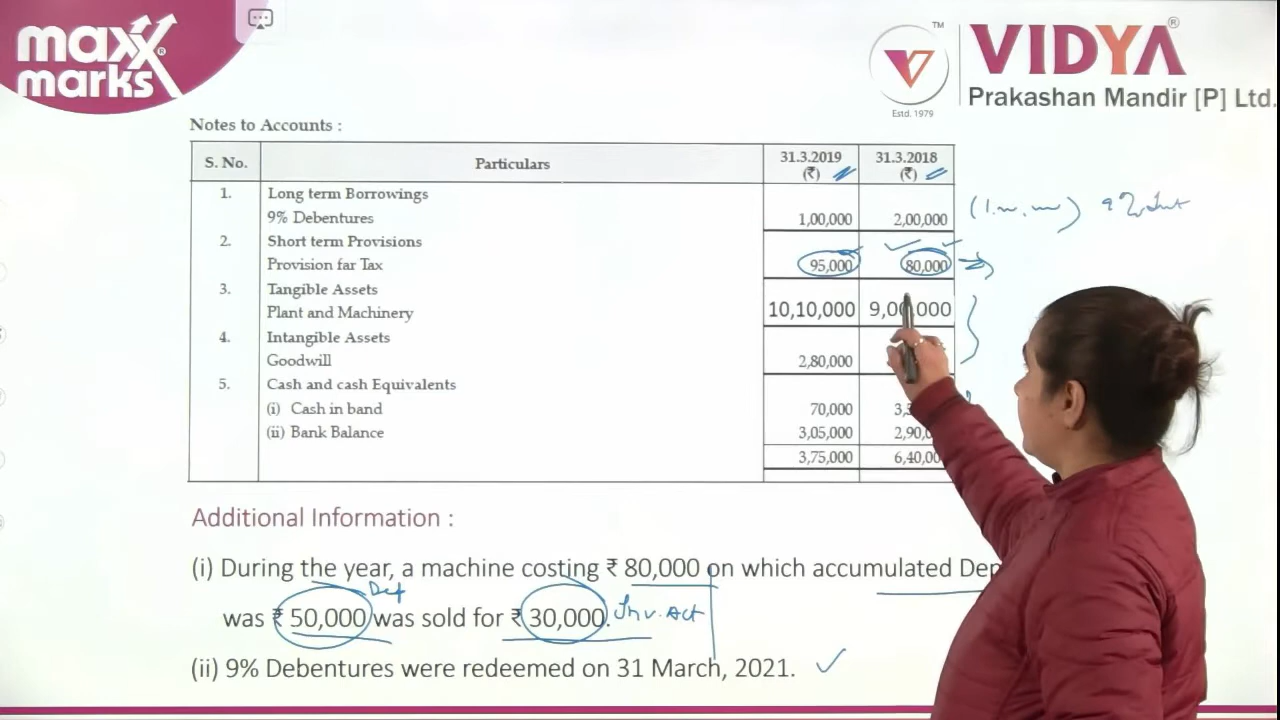 maxx
marks
VIDYA
Prakashan Mandir [P] Ltd.
Estd. 1979
TM
Notes to Accounts :
S. No. Particulars 31.3.2019 (₹) 31.3.2018 (₹)
1. Long term Borrowings
9% Debentures 1,00,000 2,00,000
2. Short term Provisions
Provision far Tax 95,000 80,000
3. Tangible Assets
Plant and Machinery 10,10,000
4. Intangible Assets
Goodwill 2,80,000
5. Cash and cash Equivalents
(i) Cash in band 70,000
(ii) Bank Balance 3,05,000
3,75,000
Additional Information :
(i) During the year, a machine costing ₹ 80,000 on which accumulated
Dep
was ₹ 50,000 was sold for ₹ 30,000. Inv. Act
(ii) 9% Debentures were redeemed on 31 March, 2021.